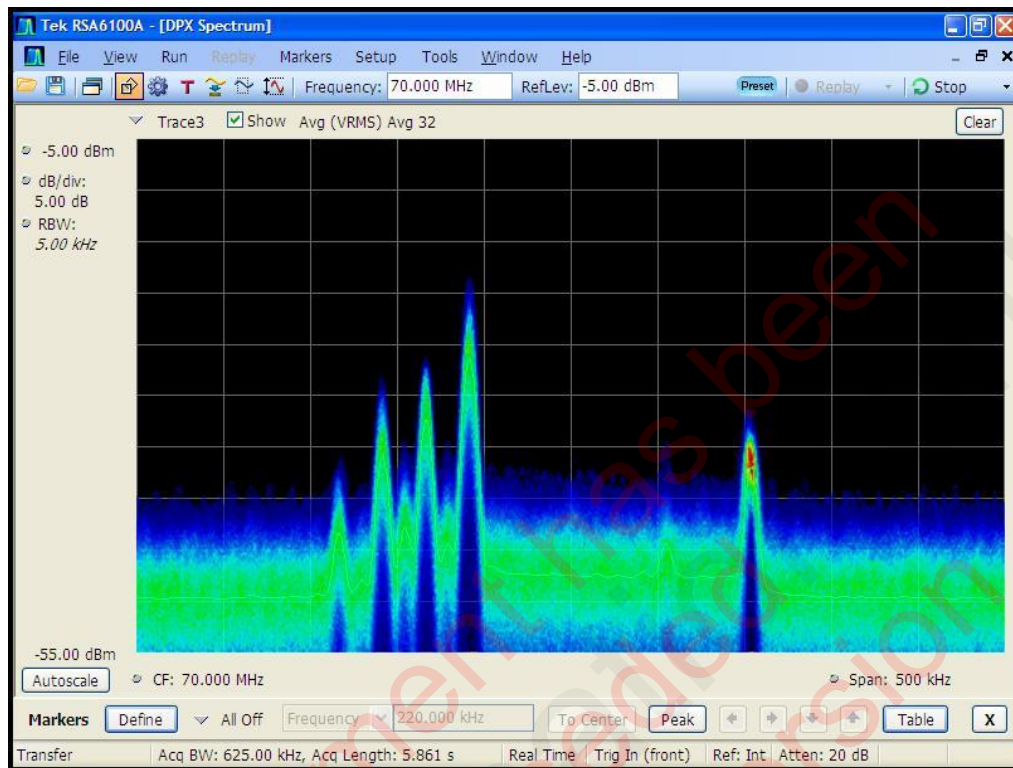 Tek RSA6100A - [DPX Spectrum]
File View Run Replay Markers Setup Tools Window Help
T Frequency: 70.000 MHz RefLev: -5.00 dBm Preset Replay Stop
Trace3 Show Avg (VRMS) Avg 32 Clear
-5.00 dBm
dB/div:
5.00 dB
RBW:
5.00 kHz
-55.00 dBm
Autoscale CF: 70.000 MHz Span: 500 kHz
Markers Define All Off Frequency 220.000 kHz To Center Peak Table X
Transfer Acq BW: 625.00 kHz, Acq Length: 5.861 s Real Time Trig In (front) Ref: Int Atten: 20 dB
has been